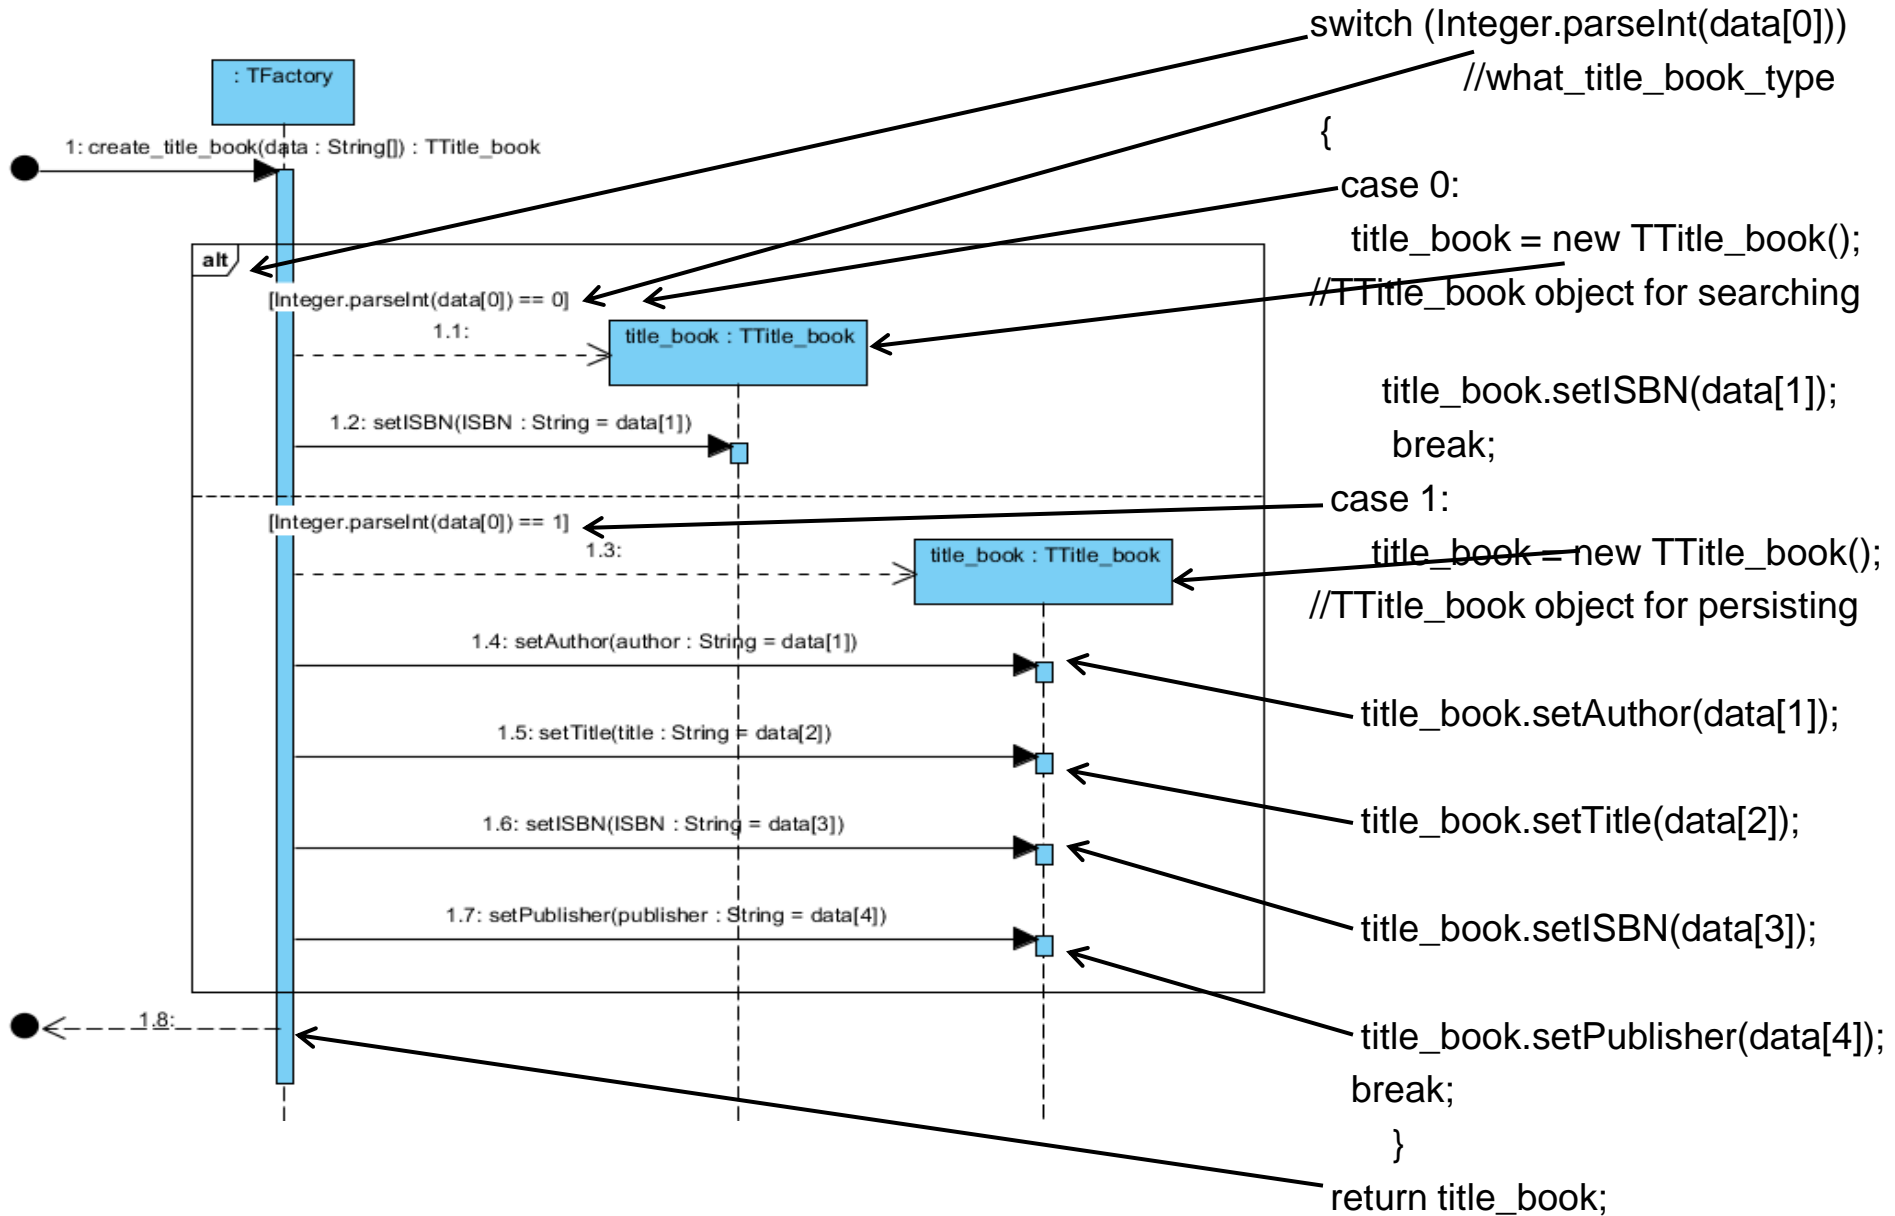 : TFactory
1: create_title_book(data : String[]) : TTitle_book
alt
[Integer.parseInt(data[0]) == 0]
1.1:
title_book : TTitle_book
1.2: setISBN(ISBN : String = data[1])
[Integer.parseInt(data[0]) == 1]
1.3:
title_book : TTitle_book
1.4: setAuthor(author : String = data[1])
1.5: setTitle(title : String = data[2])
1.6: setISBN(ISBN : String = data[3])
1.7: setPublisher(publisher : String = data[4])
1.8:
switch (Integer.parseInt(data[0]))
//what_title_book_type
{
case 0:
title_book = new TTitle_book();
//TTitle_book object for searching
title_book.setISBN(data[1]);
break;
case 1:
title_book = new TTitle_book();
//TTitle_book object for persisting
title_book.setAuthor(data[1]);
title_book.setTitle(data[2]);
title_book.setISBN(data[3]);
title_book.setPublisher(data[4]);
break;
}
return title_book;